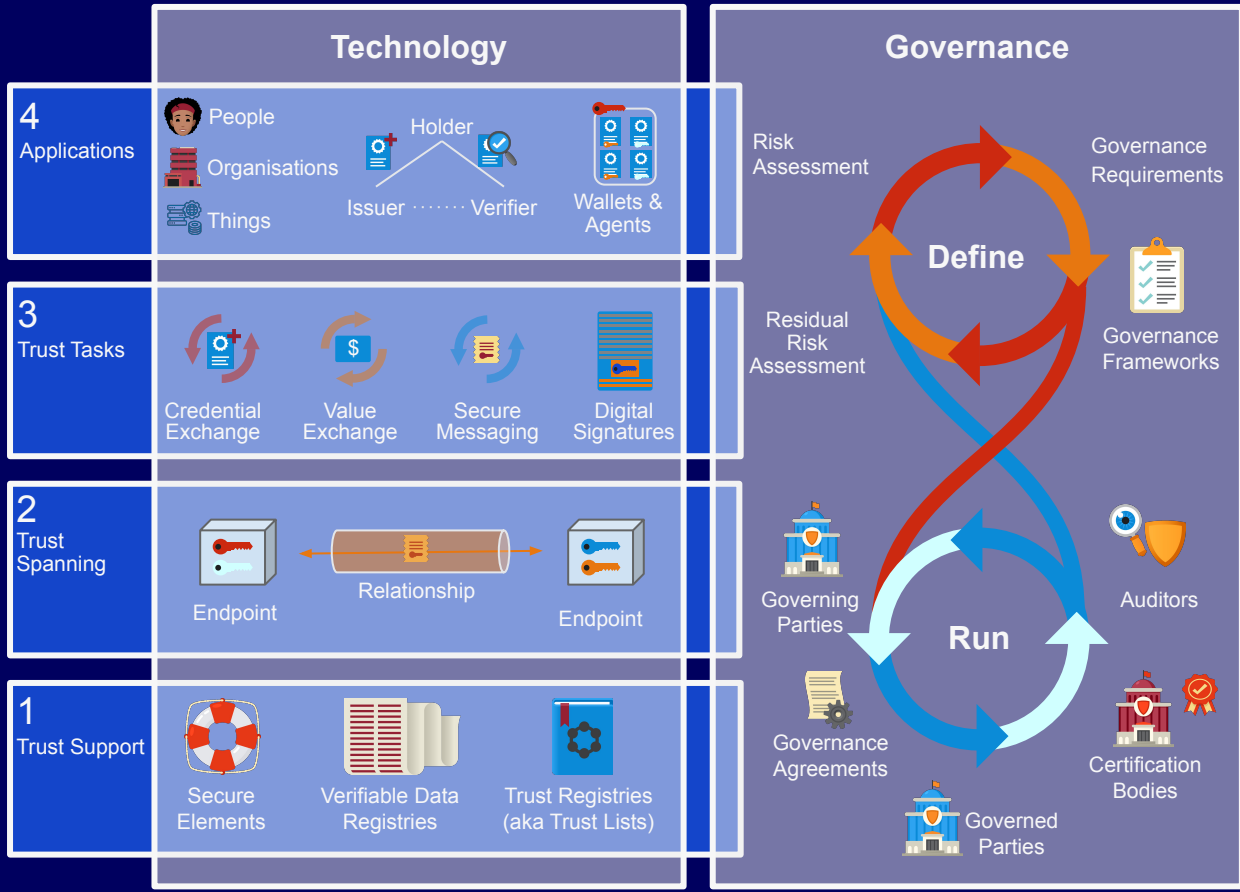 Technology
4
Applications
People
Organisations
Things
Holder
Issuer
Verifier
Wallets &
Agents
3
Trust Tasks
Credential
Exchange
$
Value
Exchange
Secure
Messaging
Digital
Signatures
2
Trust
Spanning
Endpoint
Relationship
Endpoint
1
Trust Support
Secure
Elements
Verifiable Data
Registries
Trust Registries
(aka Trust Lists)
Governance
Risk
Assessment
Governance
Requirements
Define
Residual
Risk
Assessment
Governance
Frameworks
Governing
Parties
Auditors
Run
Governance
Agreements
Certification
Bodies
Governed
Parties